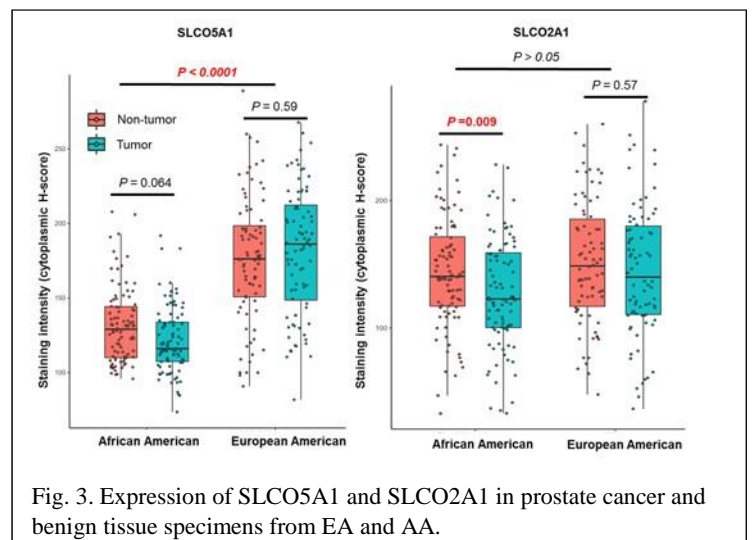 SLCO5A1
SLCO2A1
P < 0.0001
P = 0.59
Non-tumor
Tumor
P = 0.064
P > 0.05
P = 0.57
P =0.009
Staining intensity (cytoplasmic H-score)
250
200
150
100
African American
European American
Staining intensity (cytoplasmic H-score)
200
100
African American
European American
Fig. 3. Expression of SLCO5A1 and SLCO2A1 in prostate cancer and
benign tissue specimens from EA and AA.